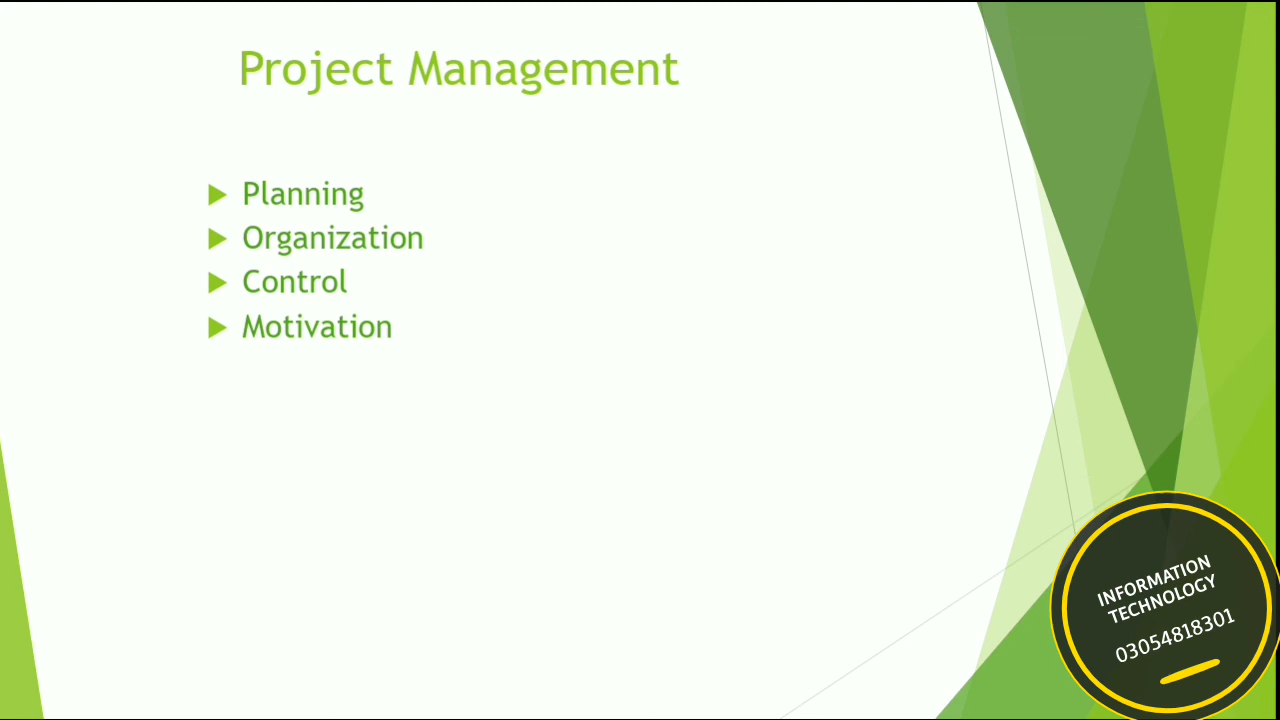 Project Management
Planning
Organization
Control
Motivation
INFORMATION
TECHNOLOGY
03054818301